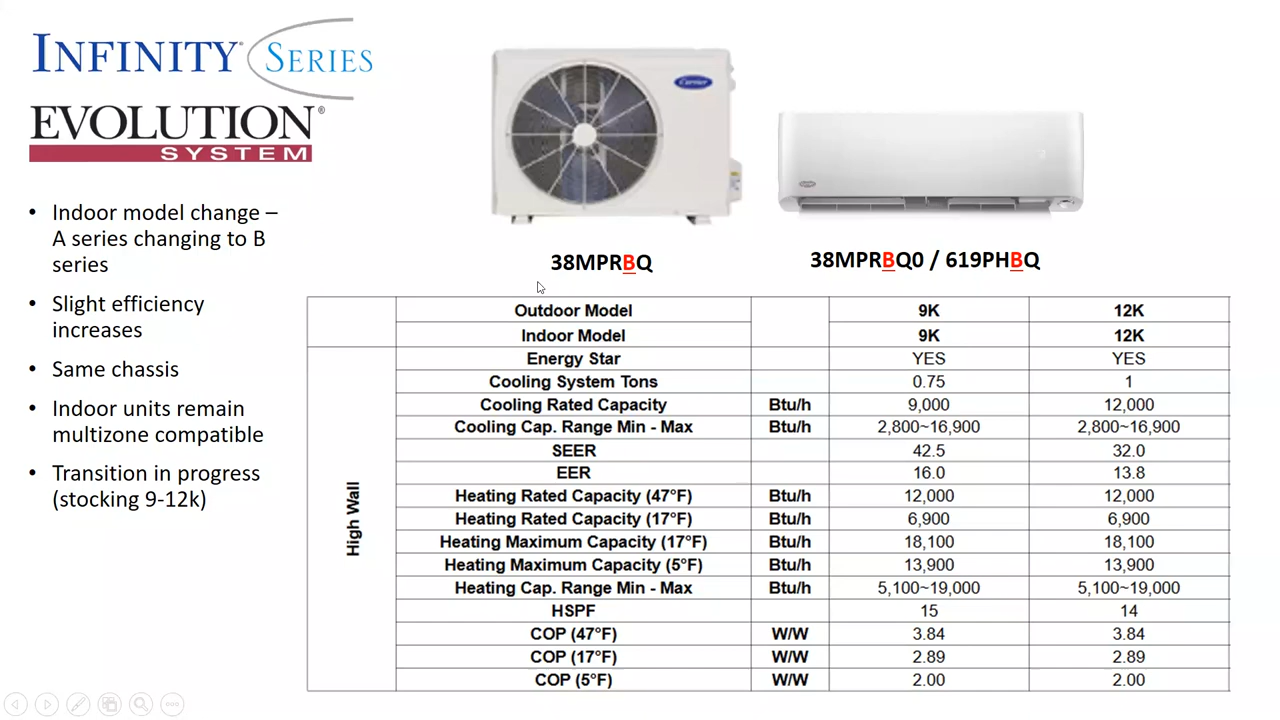 INFINITY® SERIES
EVOLUTION®
SYSTEM
• Indoor model change –
A series changing to B
series
• Slight efficiency
increases
• Same chassis
• Indoor units remain
multizone compatible
• Transition in progress
(stocking 9-12k)
Carrier
38MPRBQ
38MPRBQ0 / 619PHBQ
Outdoor Model 9K 12K
Indoor Model 9K 12K
High Wall
Energy Star YES YES
Cooling System Tons 0.75 1
Cooling Rated Capacity Btu/h 9,000 12,000
Cooling Cap. Range Min - Max Btu/h 2,800~16,900 2,800~16,900
SEER 42.5 32.0
EER 16.0 13.8
Heating Rated Capacity (47°F) Btu/h 12,000 12,000
Heating Rated Capacity (17°F) Btu/h 6,900 6,900
Heating Maximum Capacity (17°F) Btu/h 18,100 18,100
Heating Maximum Capacity (5°F) Btu/h 13,900 13,900
Heating Cap. Range Min - Max Btu/h 5,100~19,000 5,100~19,000
HSPF 15 14
COP (47°F) W/W 3.84 3.84
COP (17°F) W/W 2.89 2.89
COP (5°F) W/W 2.00 2.00